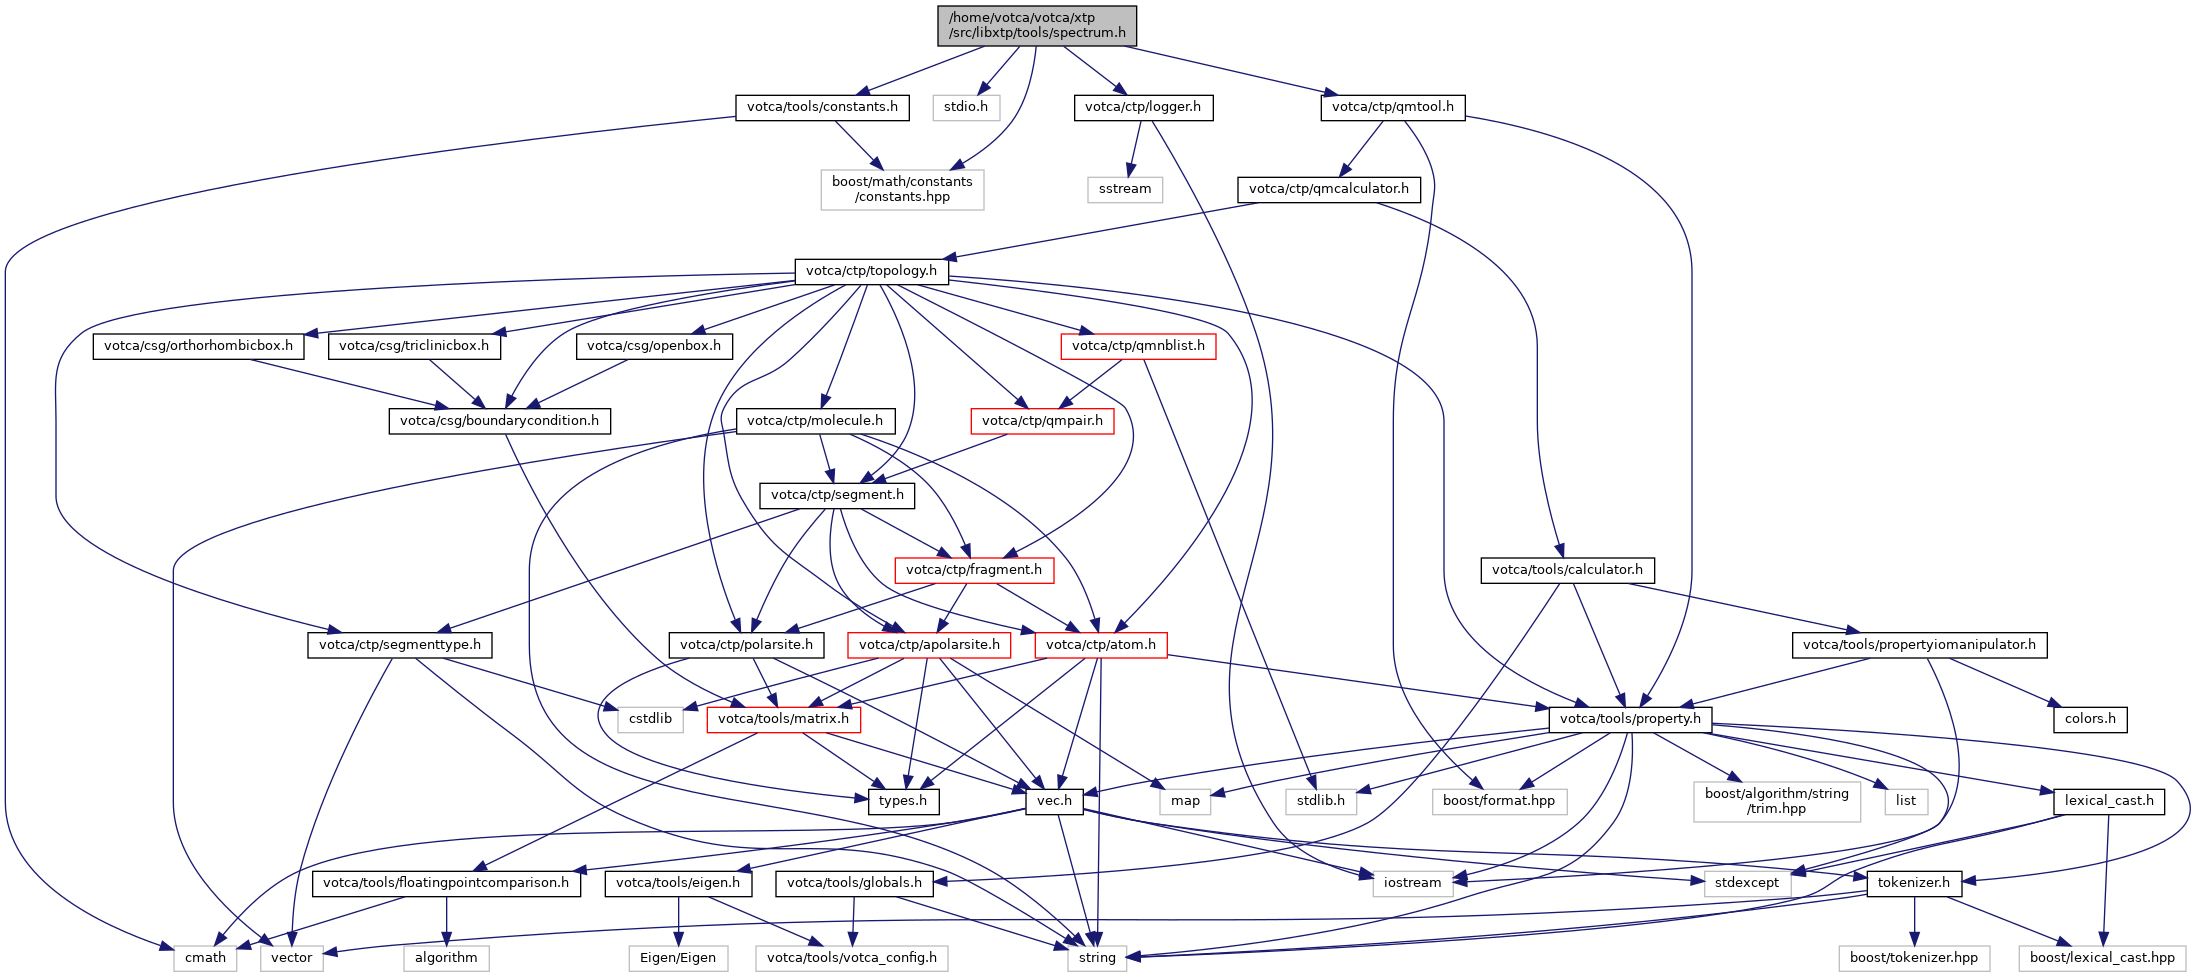 /home/votca/votca/xtp
/src/libxtp/tools/spectrum.h
votca/tools/constants.h
stdio.h
votca/ctp/logger.h
votca/ctp/qmtool.h
boost/math/constants
/constants.hpp
sstream
votca/ctp/qmcalculator.h
votca/ctp/topology.h
votca/csg/orthorhombicbox.h
votca/csg/triclinicbox.h
votca/csg/openbox.h
votca/ctp/qmnblist.h
votca/csg/boundarycondition.h
votca/ctp/molecule.h
votca/ctp/qmpair.h
votca/ctp/segment.h
votca/ctp/fragment.h
votca/tools/calculator.h
votca/ctp/segmenttype.h
votca/ctp/polarsite.h
votca/ctp/apolarsite.h
votca/ctp/atom.h
votca/tools/propertyiomanipulator.h
cstdlib
votca/tools/matrix.h
votca/tools/property.h
colors.h
types.h
vec.h
map
stdlib.h
boost/format.hpp
boost/algorithm/string
/trim.hpp
list
lexical_cast.h
votca/tools/floatingpointcomparison.h
votca/tools/eigen.h
votca/tools/globals.h
iostream
stdexcept
tokenizer.h
cmath
vector
algorithm
Eigen/Eigen
votca/tools/votca_config.h
string
boost/tokenizer.hpp
boost/lexical_cast.hpp